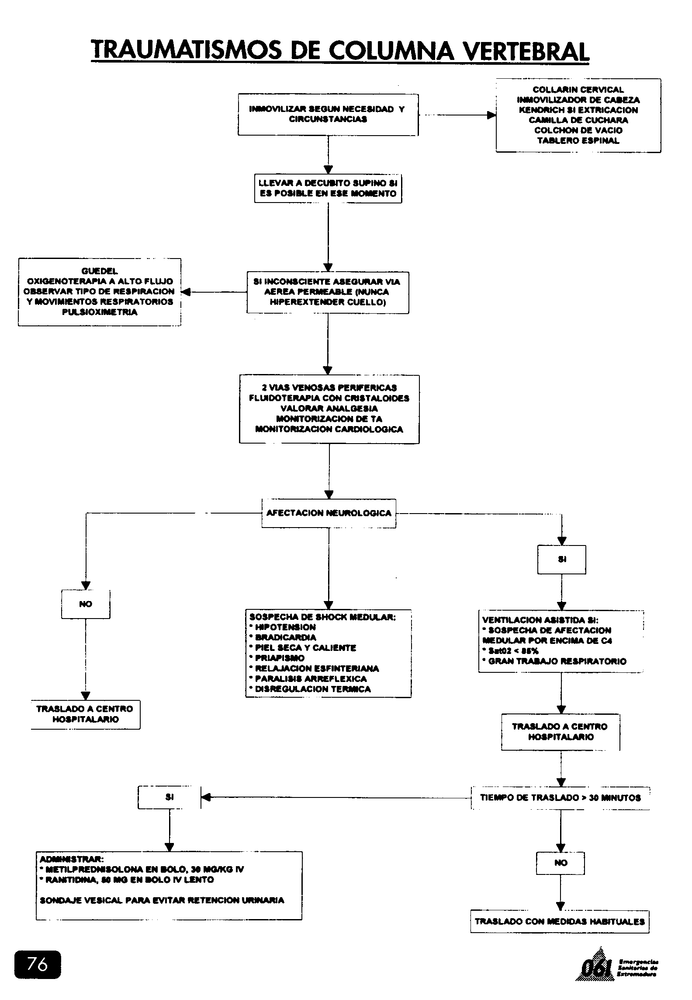 TRAUMATISMOS DE COLUMNA VERTEBRAL
INMOVILIZAR SEGUN NECESIDAD Y
CIRCUNSTANCIAS
COLLARIN CERVICAL
INMOVILIZADOR DE CABEZA
KENDRICH SI EXTRICACION
CAMILLA DE CUCHARA
COLCHON DE VACIO
TABLERO ESPINAL
LLEVAR A DECUBITO SUPINO SI
ES POSIBLE EN ESE MOMENTO
GUEDEL
OXIGENOTERAPIA A ALTO FLUJO
OBSERVAR TIPO DE RESPIRACION
Y MOVIMIENTOS RESPIRATORIOS
PULSIOXIMETRIA
SI INCONSCIENTE ASEGURAR VIA
AEREA PERMEABLE (NUNCA
HIPEREXTENDER CUELLO)
2 VIAS VENOSAS PERIFERICAS
FLUIDOTERAPIA CON CRISTALOIDES
VALORAR ANALGESIA
MONITORIZACION DE TA
MONITORIZACION CARDIOLOGICA
AFECTACION NEUROLOGICA
SI
NO
SOSPECHA DE SHOCK MEDULAR:
* HIPOTENSION
* BRADICARDIA
* PIEL SECA Y CALIENTE
* PRIAPISMO
* RELAJACION ESFINTERIANA
* PARALISIS ARREFLEXICA
* DISREGULACION TERMICA
VENTILACION ASISTIDA SI:
* SOSPECHA DE AFECTACION
MEDULAR POR ENCIMA DE C4
* Sat02 <
* GRAN TRABAJO RESPIRATORIO
TRASLADO A CENTRO
HOSPITALARIO
TRASLADO A CENTRO
HOSPITALARIO
SI
TIEMPO DE TRASLADO > 30 MINUTOS
ADMINISTRAR:
* METILPREDNISOLONA EN BOLO, 30 MG/KG IV
* RANITIDINA, 50 MG EN BOLO IV LENTO
SONDAJE VESICAL PARA EVITAR RETENCION URINARIA
NO
TRASLADO CON MEDIDAS HABITUALES
76
061
Emergencias
Sanitarias de
Extremadura